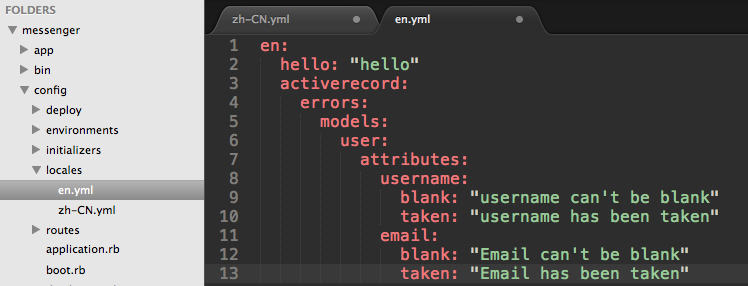 FOLDERS
messenger
app
bin
config
deploy
environments
initializers
locales
en.yml
zh-CN.yml
routes
application.rb
boot.rb
zh-CN.yml
en.yml
1 en:
2 hello: "hello"
3 activerecord:
4 errors:
5 models:
6 user:
7 attributes:
8 username:
9 blank: "username can't be blank"
10 taken: "username has been taken"
11 email:
12 blank: "Email can't be blank"
13 taken: "Email has been taken"